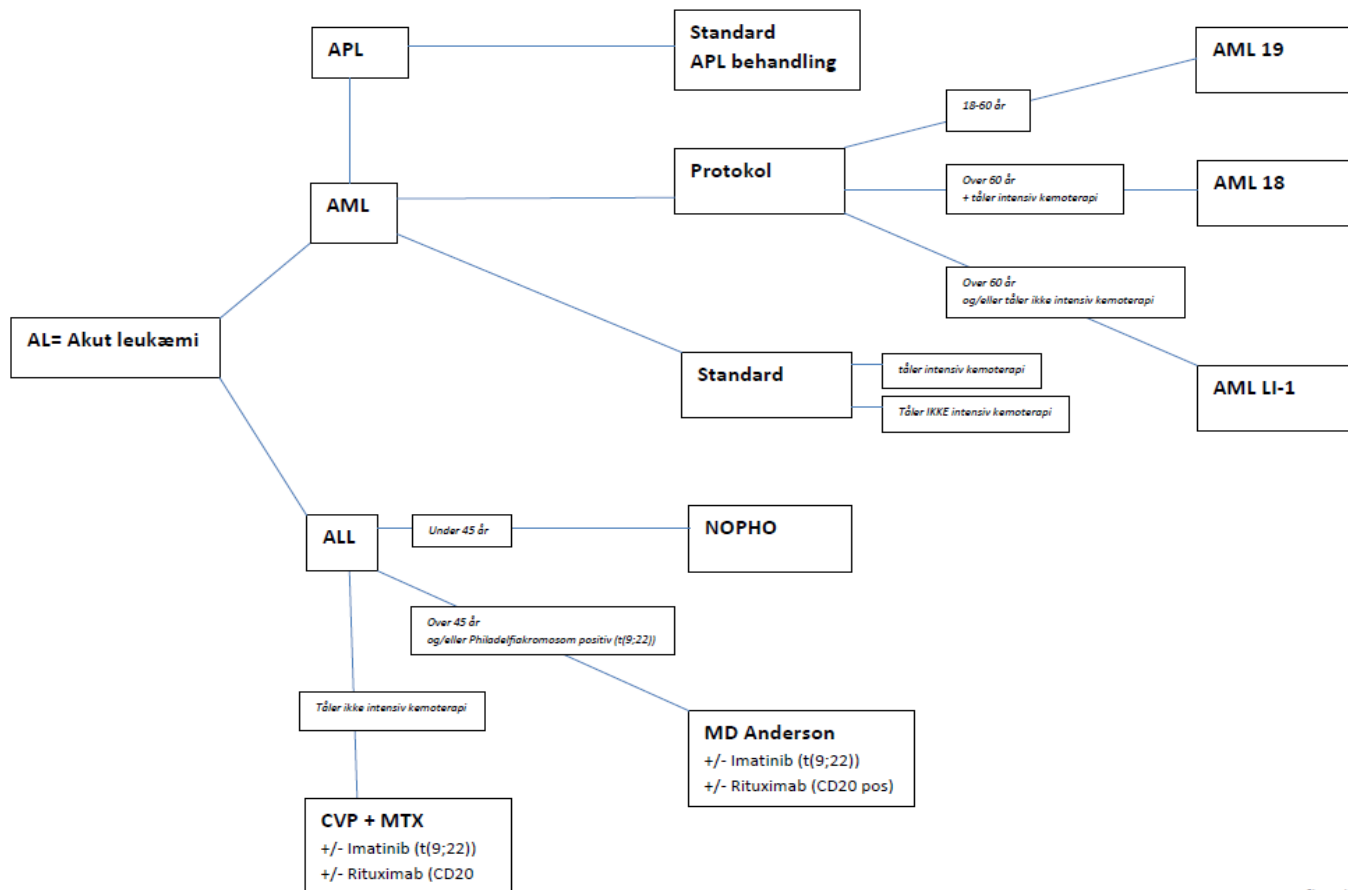 APL
Standard
APL behandling
AML 19
18-60 år
Protokol
Over 60 år
+ tåler intensiv kemoterapi
AML 18
AML
Over 60 år
og/eller tåler ikke intensiv kemoterapi
AL= Akut leukæmi
Standard
tåler intensiv kemoterapi
Tåler IKKE intensiv kemoterapi
AML LI-1
ALL
Under 45 år
NOPHO
Over 45 år
og/eller Philadelfiakromosom positiv (t(9;22))
Tåler ikke intensiv kemoterapi
MD Anderson
+/- Imatinib (t(9;22))
+/- Rituximab (CD20 pos)
CVP + MTX
+/- Imatinib (t(9;22))
+/- Rituximab (CD20